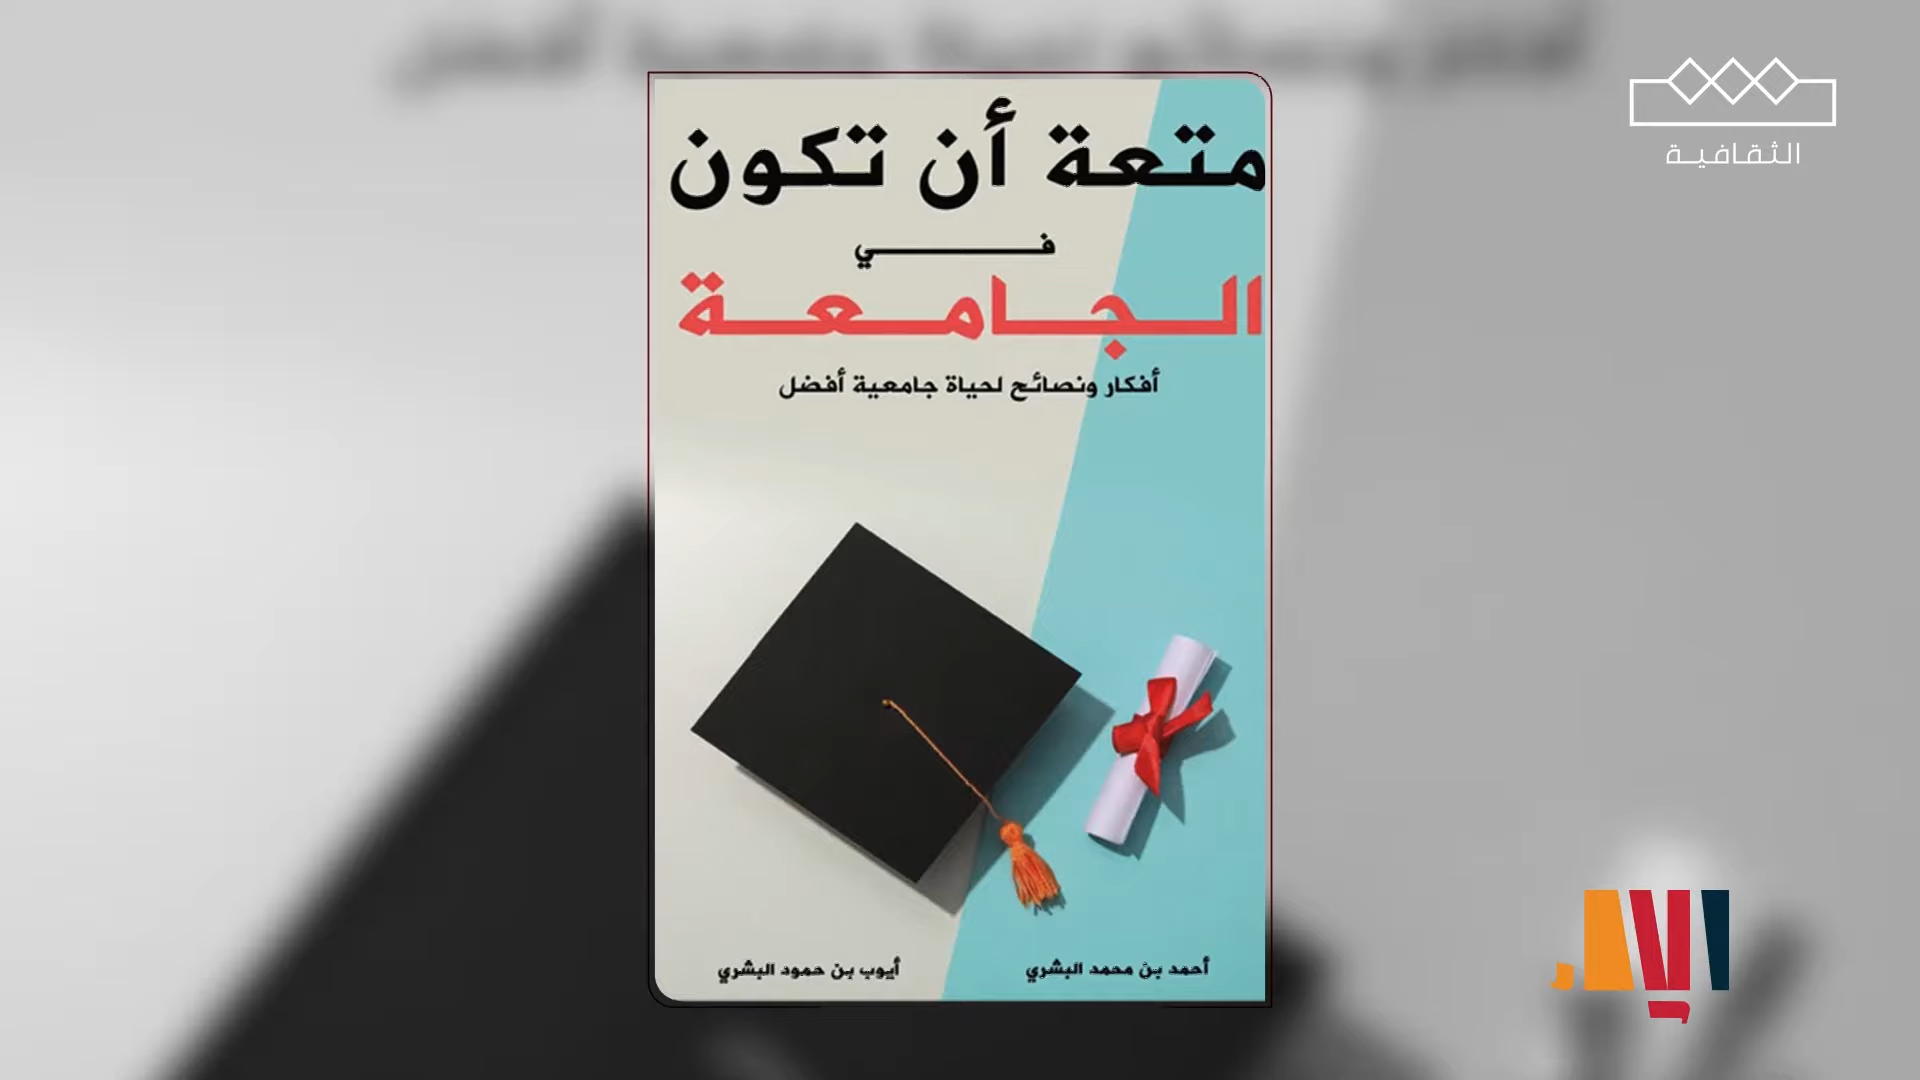 الثقافية
متعة أن تكون
في
الجامعة
أفكار ونصائح لحياة جامعية أفضل
أحمد بن محمد البشري
أيوب بن حمود البشري